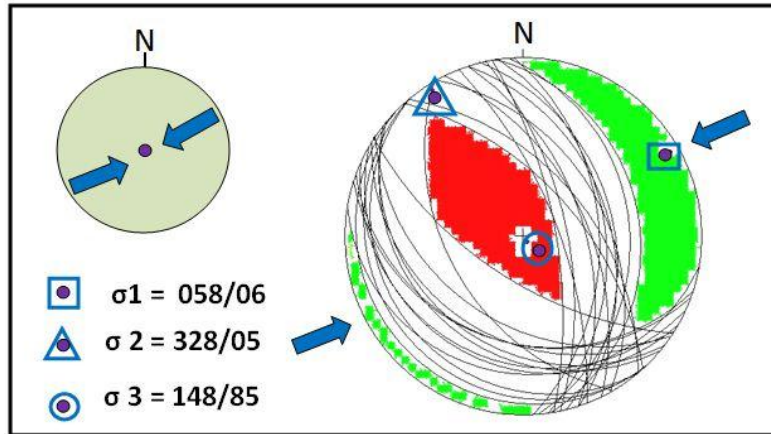 N
N
σ1 = 058/06
σ 2 = 328/05
σ 3 = 148/85